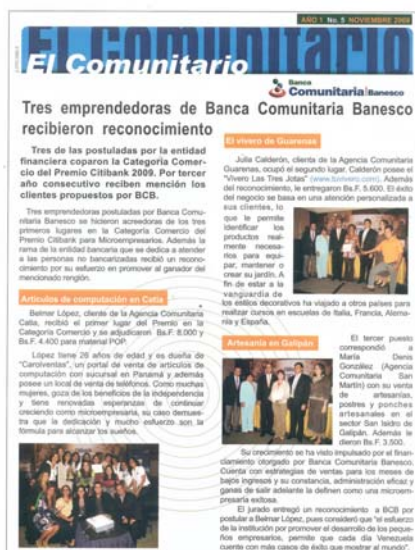 AÑO 1 No. 5 NOVIEMBRE 2009
El Comunitario
El Comunitario
Banca
Comunitaria Banesco
Tres emprendedoras de Banca Comunitaria Banesco
recibieron reconocimiento
Tres de las postuladas por la entidad
financiera coparon la Categoría Comer-
cio del Premio Citibank 2009. Por tercer
año consecutivo reciben mención los
clientes propuestos por BCB.
Tres emprendedoras postuladas por Banca Comu-
nitaria Banesco se hicieron acreedoras de los tres
primeros lugares en la Categoría Comercio del
Premio Citibank para Microempresarios. Además la
rama de la entidad bancaria que se dedica a atender
a las personas no bancarizadas recibió un recono-
cimiento por su esfuerzo en promover al ganador del
mencionado renglón.
Artículos de computación en Catia
Belmar López, cliente de la Agencia Comunitaria
Catia, recibió el primer lugar del Premio en la
Categoría Comercio y se adjudicaron Bs.F. 8.000 y
Bs.F. 4.400 para material POP.
López tiene 26 años de edad y es dueña de
"Caroiventas", un portal de venta de artículos de
computación con sucursal en Panamá y además
posee un local de venta de teléfonos. Como muchas
mujeres, goza de los beneficios de la independencia
y tiene renovadas esperanzas de continuar
creciendo como microempresaria, su caso demues-
tra que la dedicación y mucho esfuerzo son la
fórmula para alcanzar los sueños.
El vivero de Guarenas
Julia Calderón, clienta de la Agencia Comunitaria
Guarenas, ocupó el segundo lugar. Calderón posee el
"Vivero Las Tres Jotas" (www.tuvivero.com). Además
del reconocimiento, le entregaron Bs.F. 5.600. El éxito
del negocio se basa en una atención personalizada a
sus clientes, lo
que le permite
identificar los
productos real-
mente necesa-
rios para equi-
par, mantener o
crear su jardín. A
fin de estar a la
vanguardia de
los estilos decorativos ha viajado a otros países para
realizar cursos en escuelas de Italia, Francia, Alema-
nia y España.
Artesanía en Galipán
El tercer puesto
correspondió a
María Denis
González (Agencia
Comunitaria San
Martín) con su venta
de artesanías,
postres y ponches
artesanales en el
sector San Isidro de
Galipán. Además le
dieron Bs.F. 3.500.
Su crecimiento se ha visto impulsado por el finan-
ciamiento otorgado por Banca Comunitaria Banesco.
Cuenta con estrategias de ventas para los meses de
bajos ingresos y su constancia, administración eficaz y
ganas de salir adelante la definen como una microem-
presaria exitosa.
El jurado entregó un reconocimiento a BCB por
postular a Belmar López, pues consideró que "el esfuerzo
de la institución por promover el desarrollo de los peque-
ños empresarios, permite que cada día Venezuela
cuente con más casos de éxito que mostrar al mundo".